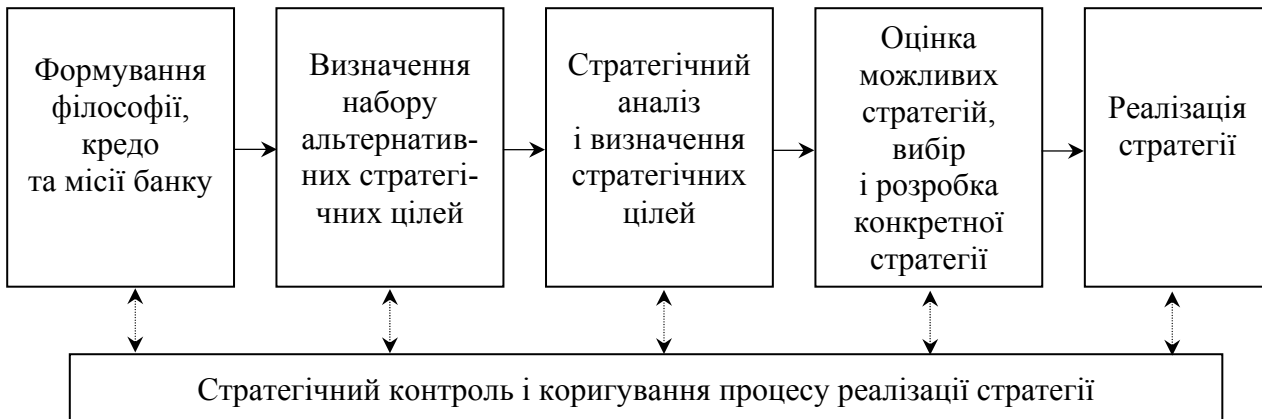 Формування
філософії,
кредо
та місії банку
Визначення
набору
альтернатив-
них стратегі-
чних цілей
Стратегічний
аналіз
і визначення
стратегічних
цілей
Оцінка
можливих
стратегій,
вибір
і розробка
конкретної
стратегії
Реалізація
стратегії
Стратегічний контроль і коригування процесу реалізації стратегії